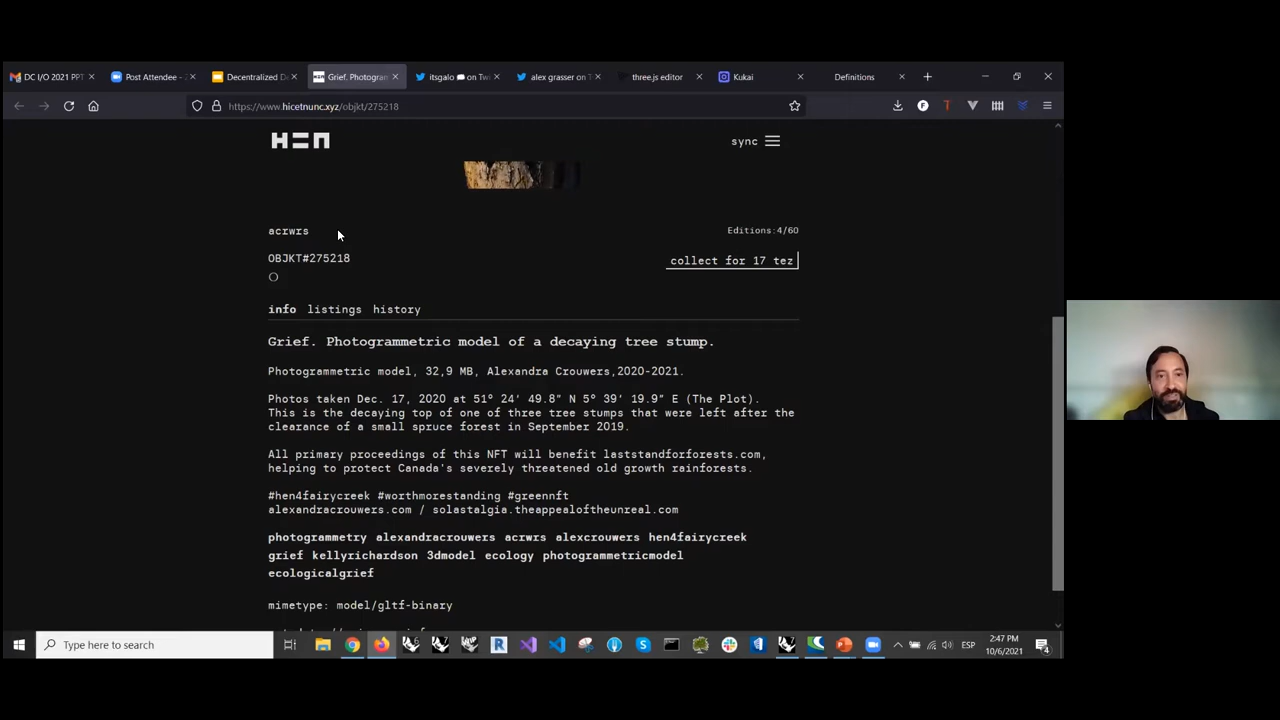 DC I/O 2021 PPT
Post Attendee -
Decentralized D
Grief. Photogram
itsgalo 💬 on Tw
alex grasser on T
three.js editor
Kukai
Definitions
https://www.hicetnunc.xyz/objkt/275218
H=N
sync
acrwrs
Editions:4/60
OBJKT#275218
collect for 17 tez
info listings history
Grief. Photogrammetric model of a decaying tree stump.
Photogrammetric model, 32,9 MB, Alexandra Crouwers,2020-2021.
Photos taken Dec. 17, 2020 at 51° 24' 49.8" N 5° 39' 19.9" E (The Plot).
This is the decaying top of one of three tree stumps that were left after the
clearance of a small spruce forest in September 2019.
All primary proceedings of this NFT will benefit laststandforforests.com,
helping to protect Canada's severely threatened old growth rainforests.
#hen4fairycreek #worthmorestanding #greennft
alexandracrouwers.com / solastalgia.theappealoftheunreal.com
photogrammetry alexandracrouwers acrwrs alexcrouwers hen4fairycreek
grief kellyrichardson 3dmodel ecology photogrammetricmodel
ecologicalgrief
mimetype: model/gltf-binary
Type here to search
ESP
2:47 PM
10/6/2021
4